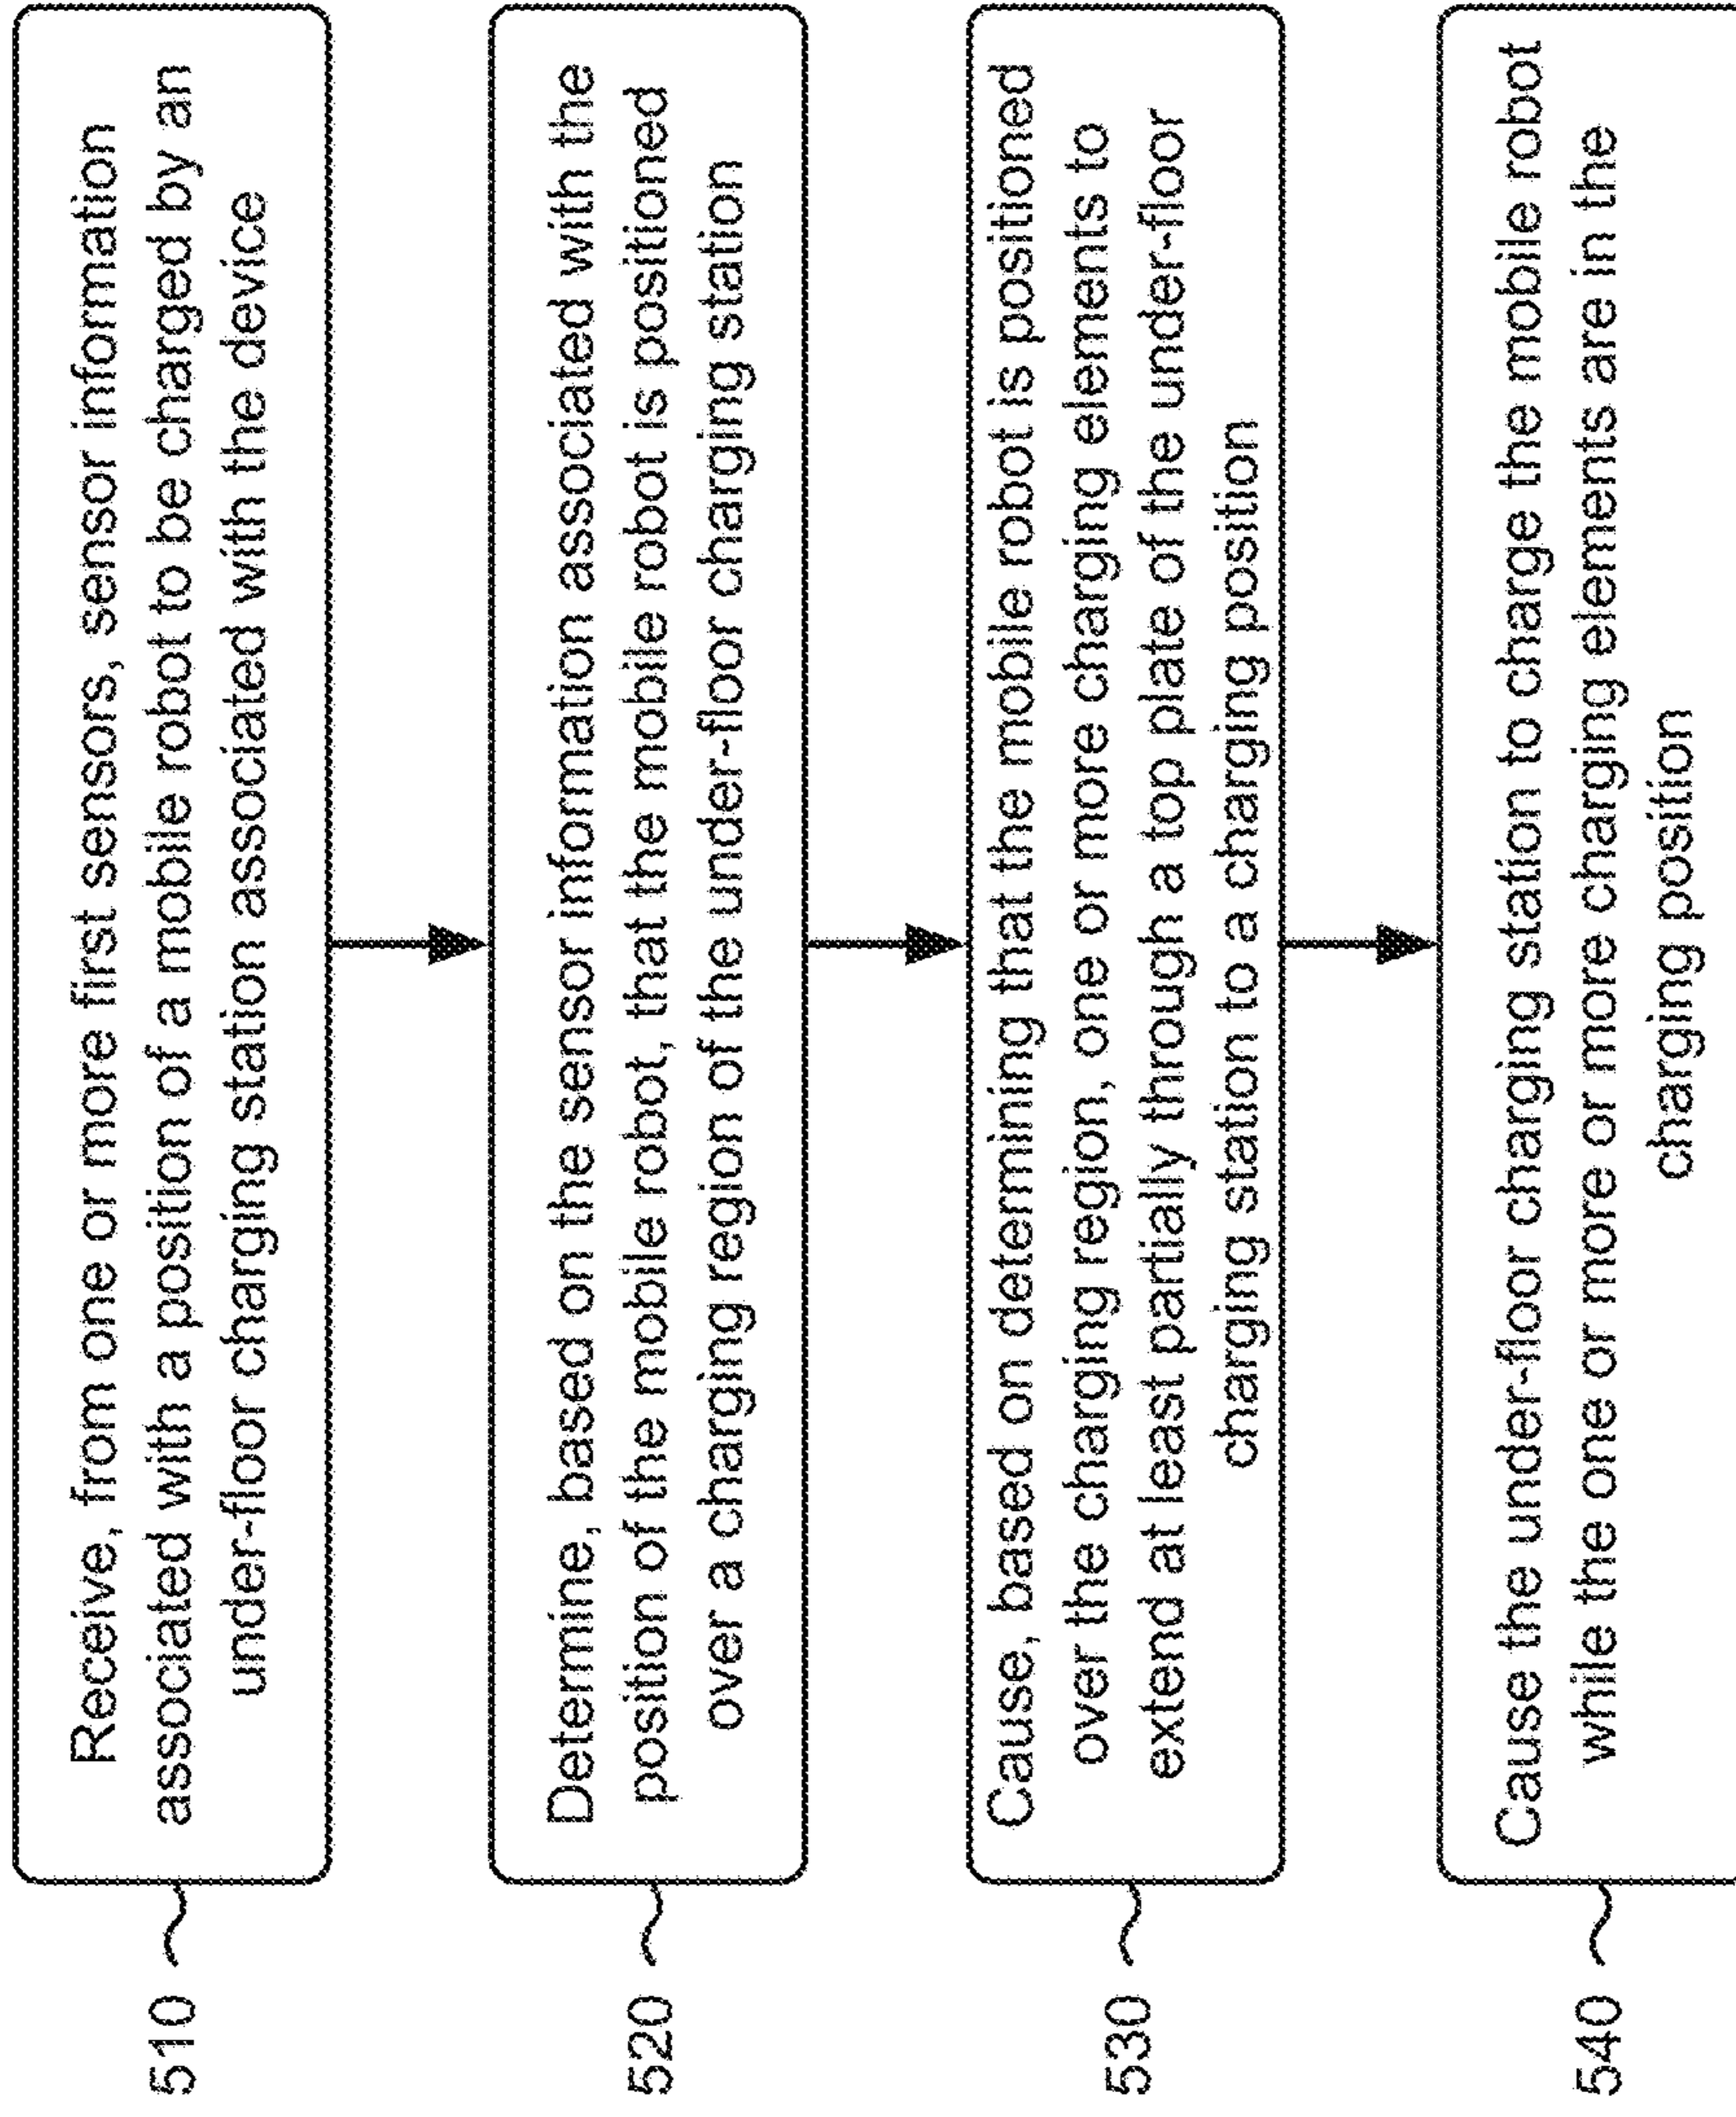 510
Receive, from one or more first sensors, sensor information
associated with a position of a mobile robot to be charged by an
under-floor charging station associated with the device
520
Determine, based on the sensor information associated with the
position of the mobile robot, that the mobile robot is positioned
over a charging region of the under-floor charging station
530
Cause, based on determining that the mobile robot is positioned
over the charging region, one or more charging elements to
extend at least partially through a top plate of the under-floor
charging station to a charging position
540
Cause the under-floor charging station to charge the mobile robot
while the one or more or more charging elements are in the
charging position